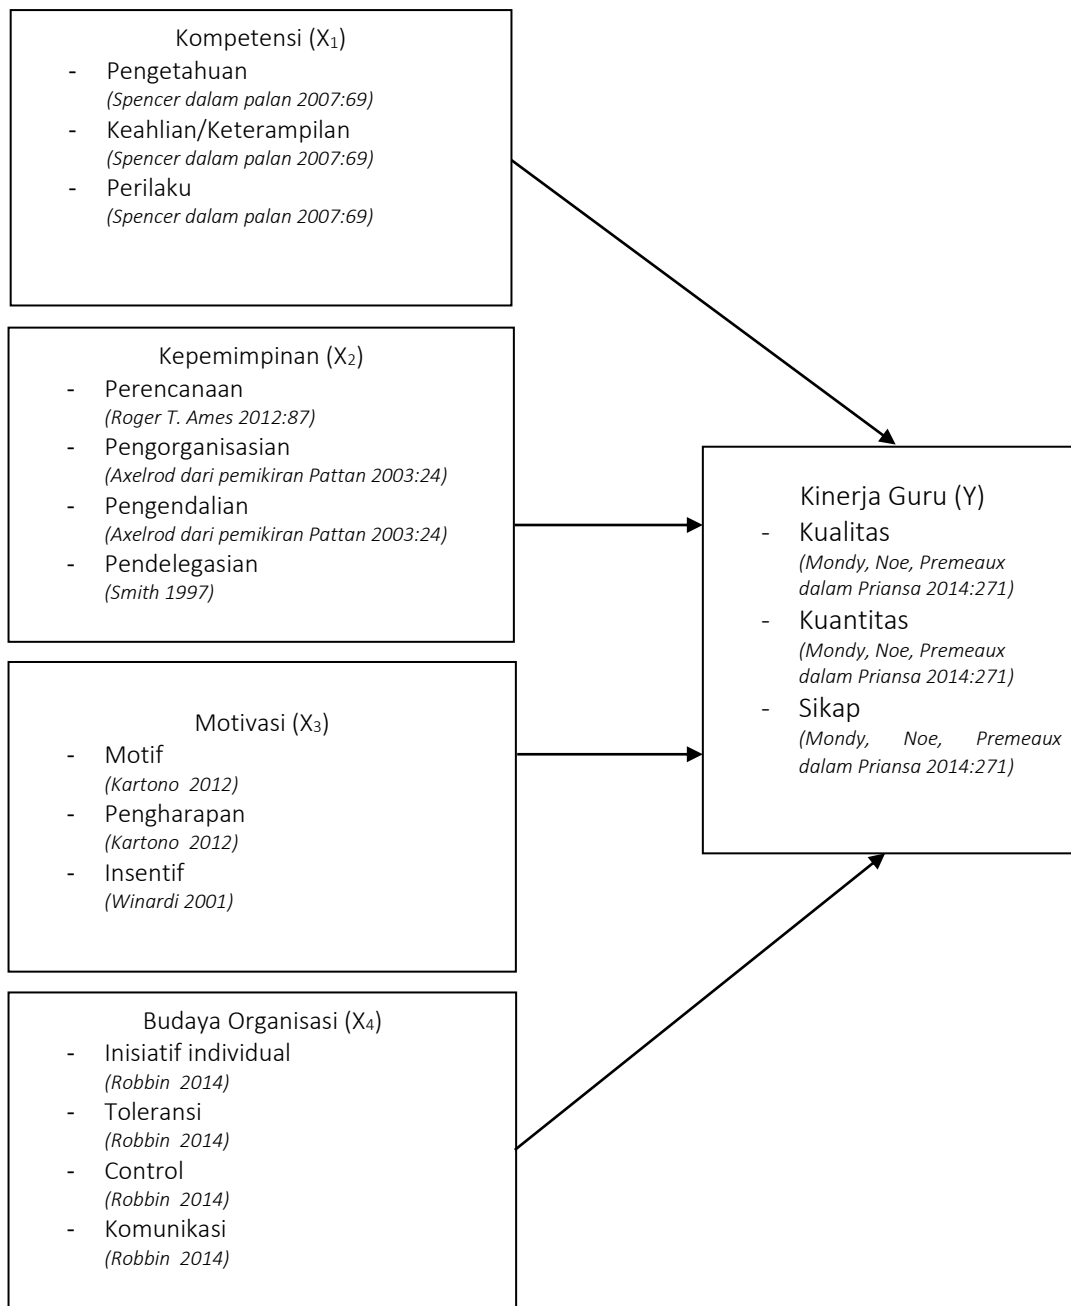 Kompetensi (X₁)
- Pengetahuan
(Spencer dalam palan 2007:69)
- Keahlian/Keterampilan
(Spencer dalam palan 2007:69)
- Perilaku
(Spencer dalam palan 2007:69)
Kepemimpinan (X₂)
- Perencanaan
(Roger T. Ames 2012:87)
- Pengorganisasian
(Axelrod dari pemikiran Pattan 2003:24)
- Pengendalian
(Axelrod dari pemikiran Pattan 2003:24)
- Pendelegasian
(Smith 1997)
Motivasi (X₃)
- Motif
(Kartono 2012)
- Pengharapan
(Kartono 2012)
- Insentif
(Winardi 2001)
Budaya Organisasi (X₄)
- Inisiatif individual
(Robbin 2014)
- Toleransi
(Robbin 2014)
- Control
(Robbin 2014)
- Komunikasi
(Robbin 2014)
Kinerja Guru (Y)
- Kualitas
(Mondy, Noe, Premeaux
dalam Priansa 2014:271)
- Kuantitas
(Mondy, Noe, Premeaux
dalam Priansa 2014:271)
- Sikap
(Mondy, Noe, Premeaux
dalam Priansa 2014:271)